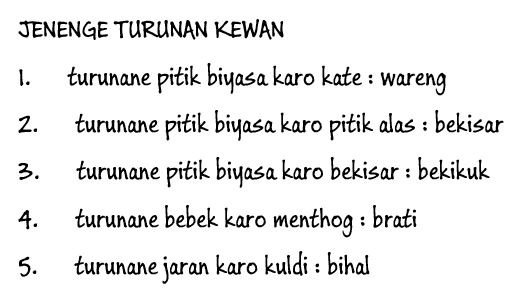 JENENGE TURUNAN KEWAN
1. turunane pitik biyasa karo kate : wareng
2. turunane pitik biyasa karo pitik alas : bekisar
3. turunane pitik biyasa karo bekisar : bekikuk
4. turunane bebek karo menthog : brati
5. turunane jaran karo kuldi : bihal